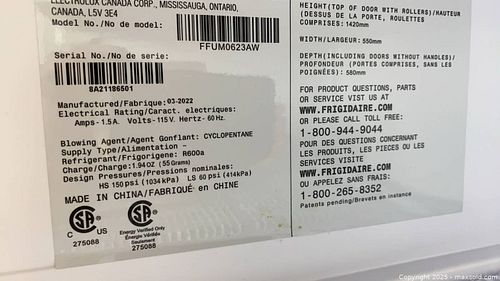 ELECTROLUX CANADA CORP., MISSISSAUGA, ONTARIO,
CANADA, L5V 3E4
Model No/No de modele:
FFUM0623AW
Serial No./No de serie:
8A21186501
Manufactured/Fabrique: 03-2022
Electrical Rating/Caract. electriques:
Amps- 1.5A Volts- 115V Hertz- 60Hz.
Blowing Agent/Agent Gonflant: CYCLOPENTANE
Supply Type/Alimentation -
Refrigerant/Frigorigene: R600a
Charge/Charge: 1.94OZ (55Grams)
Design Pressures/Pressions nominales:
HS 150 psi (1034 kPa) LS 60 psi (414kPa)
MADE IN CHINA/FABRIQUÉ en CHINE
C US
275088
Energy Verified Only
Énergie Vérifiée
Seulement
275088
HEIGHT(TOP OF DOOR WITH ROLLERS)/HAUTEUR
(DESSUS DE LA PORTE, ROULETTES
COMPRISES: 1420mm
WIDTH/LARGEUR: 550mm
DEPTH(INCLUDING DOORS WITHOUT HANDLES)/
PROFONDEUR (PORTES COMPRISES, SANS LES
POIGNÉES): 580mm
FOR PRODUCT QUESTIONS, PARTS
OR SERVICE VISIT US AT
WWW.FRIGIDAIRE.COM
OR PLEASE CALL TOLL FREE:
1-800-944-9044
POUR DES QUESTIONS CONCERNANT
LES PRODUITS, LES PIECES OU LES
SERVICES VISITE
WWW.FRIGIDAIRE.COM
OU APPELEZ SANS FRAIS:
1-800-265-8352
Patents pending/Brevets en instance
Copyright © 2025 - maxsold.com